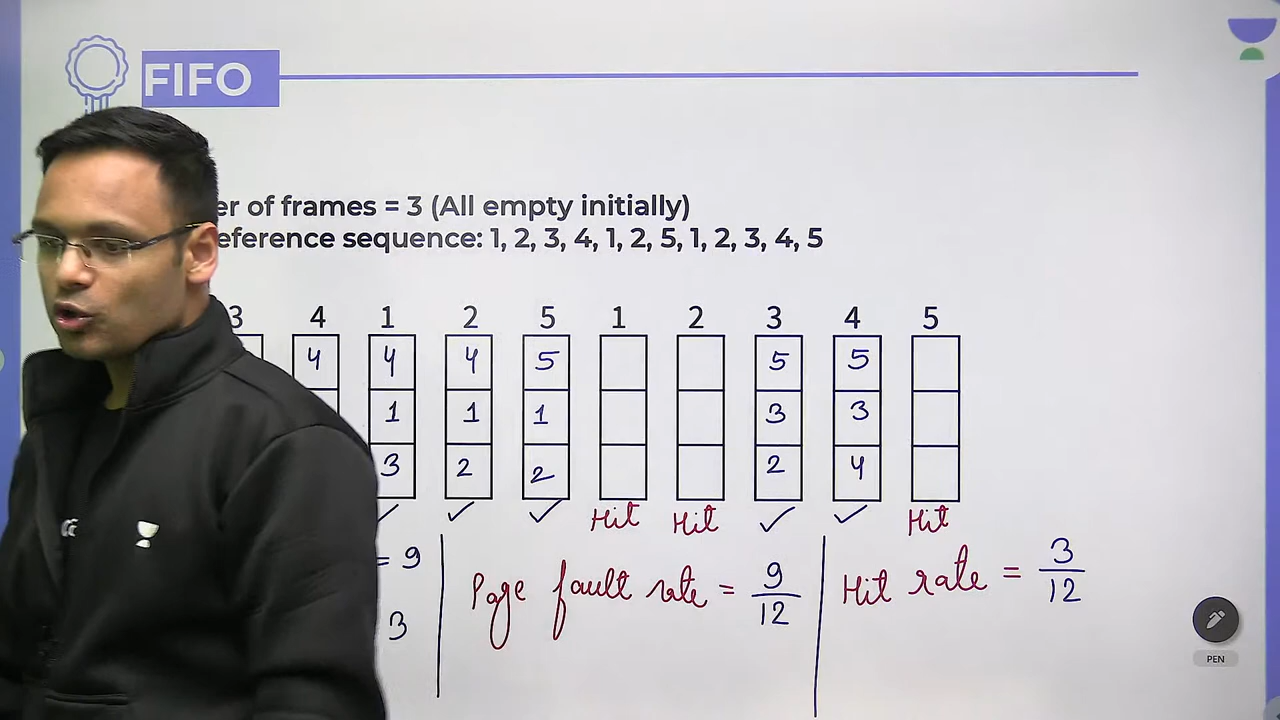 FIFO
er of frames = 3 (All empty initially)
eference sequence: 1, 2, 3, 4, 1, 2, 5, 1, 2, 3, 4, 5
3 4 1 2 5 1 2 3 4 5
4 4 4 5 5 5
1 1 1 3 3
3 2 2 2 4
✓ ✓ ✓ Hit Hit ✓ ✓ Hit
= 9
3
Page fault rate = 9/12
Hit rate = 3/12
PEN